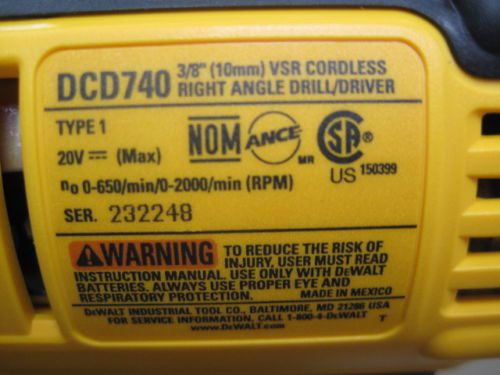 DCD740 3/8" (10mm) VSR CORDLESS
RIGHT ANGLE DRILL/DRIVER
TYPE 1
20V ⎓ (Max)
NOM ANCE MR
SA ®
US 150399
no 0-650/min/0-2000/min (RPM)
SER. 232248
WARNING TO REDUCE THE RISK OF
INJURY, USER MUST READ
INSTRUCTION MANUAL. USE ONLY WITH DEWALT
BATTERIES. ALWAYS USE PROPER EYE AND
RESPIRATORY PROTECTION. MADE IN MEXICO
DEWALT INDUSTRIAL TOOL CO., BALTIMORE, MD 21286 USA
FOR SERVICE INFORMATION, CALL 1-800-4-DEWALT T
www.DEWALT.com